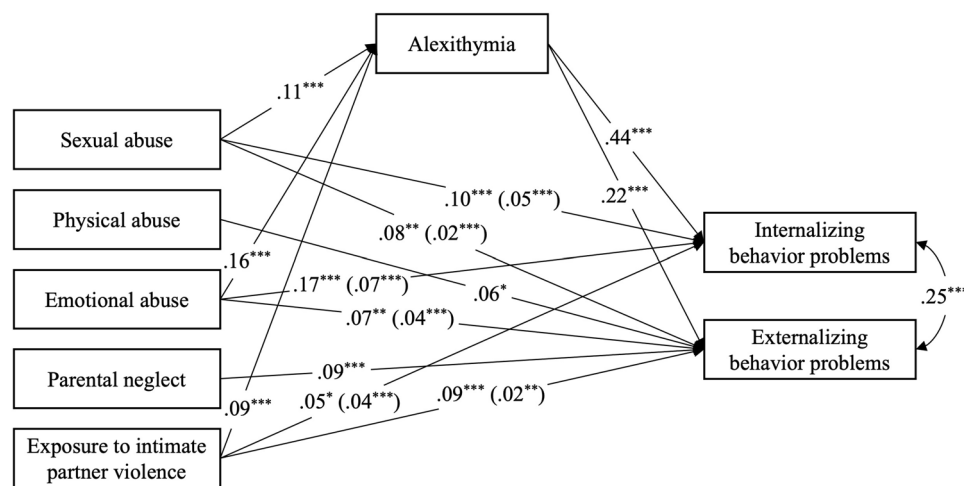 Alexithymia
.11***
Sexual abuse
.44***
.10*** (.05***)
.22***
Physical abuse
.08** (.02***)
Internalizing
behavior problems
.16***
.17*** (.07***)
.06*
Emotional abuse
.25***
.07** (.04***)
Externalizing
behavior problems
Parental neglect
.09***
.09***
.05* (.04***)
.09*** (.02**)
Exposure to intimate
partner violence